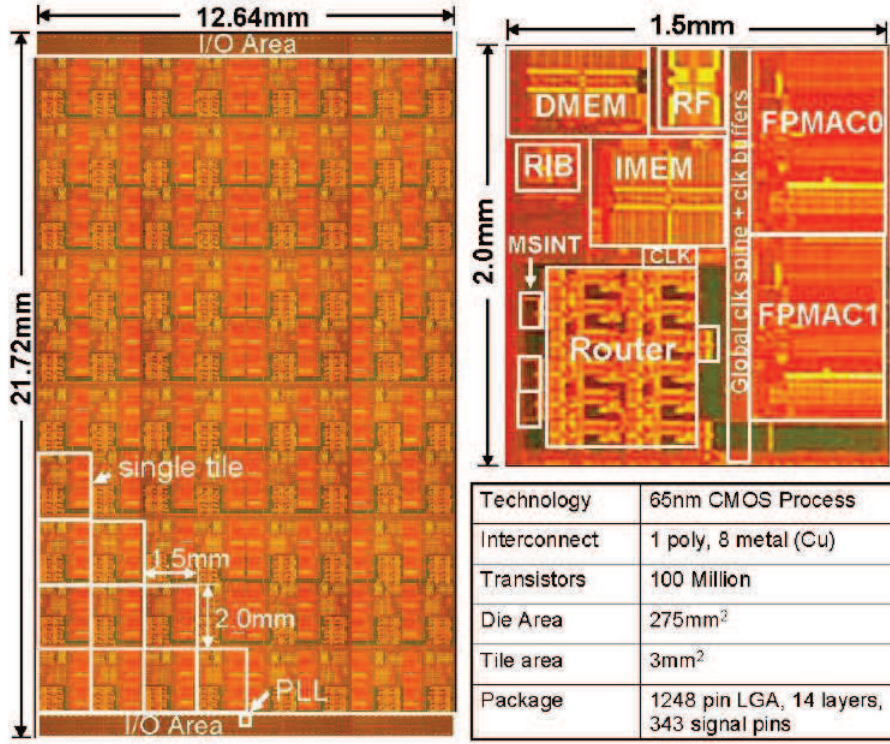 12.64mm
I/O Area
21.72mm
single tile
1.5mm
2.0mm
PLL
I/O Area
1.5mm
2.0mm
DMEM
RF
FPMAC0
RIB
IMEM
MSINT
CLK
Global clk spine + clk buffers
FPMAC1
Router
Technology 65nm CMOS Process
Interconnect 1 poly, 8 metal (Cu)
Transistors 100 Million
Die Area 275mm²
Tile area 3mm²
Package 1248 pin LGA, 14 layers,
343 signal pins